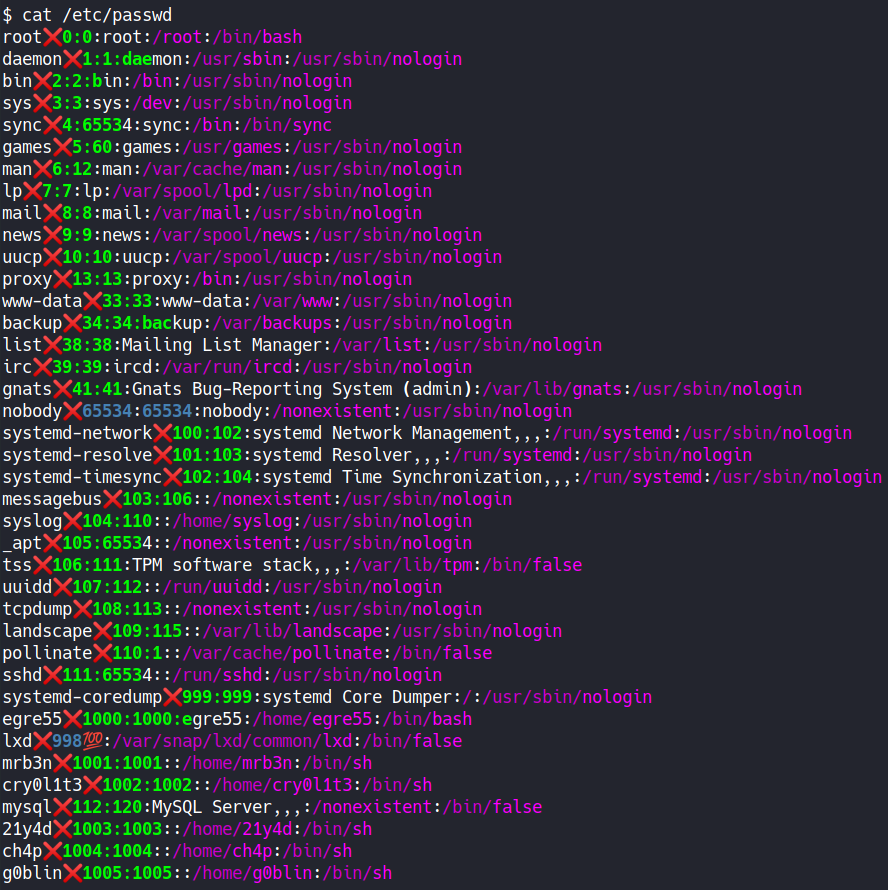 $ cat /etc/passwd
root❌0:0:root:/root:/bin/bash
daemon❌1:1:daemon:/usr/sbin:/usr/sbin/nologin
bin❌2:2:bin:/bin:/usr/sbin/nologin
sys❌3:3:sys:/dev:/usr/sbin/nologin
sync❌4:65534:sync:/bin:/bin/sync
games❌5:60:games:/usr/games:/usr/sbin/nologin
man❌6:12:man:/var/cache/man:/usr/sbin/nologin
lp❌7:7:lp:/var/spool/lpd:/usr/sbin/nologin
mail❌8:8:mail:/var/mail:/usr/sbin/nologin
news❌9:9:news:/var/spool/news:/usr/sbin/nologin
uucp❌10:10:uucp:/var/spool/uucp:/usr/sbin/nologin
proxy❌13:13:proxy:/bin:/usr/sbin/nologin
www-data❌33:33:www-data:/var/www:/usr/sbin/nologin
backup❌34:34:backup:/var/backups:/usr/sbin/nologin
list❌38:38:Mailing List Manager:/var/list:/usr/sbin/nologin
irc❌39:39:ircd:/var/run/ircd:/usr/sbin/nologin
gnats❌41:41:Gnats Bug-Reporting System (admin):/var/lib/gnats:/usr/sbin/nologin
nobody❌65534:65534:nobody:/nonexistent:/usr/sbin/nologin
systemd-network❌100:102:systemd Network Management,,,:/run/systemd:/usr/sbin/nologin
systemd-resolve❌101:103:systemd Resolver,,,:/run/systemd:/usr/sbin/nologin
systemd-timesync❌102:104:systemd Time Synchronization,,,:/run/systemd:/usr/sbin/nologin
messagebus❌103:106::/nonexistent:/usr/sbin/nologin
syslog❌104:110::/home/syslog:/usr/sbin/nologin
_apt❌105:65534::/nonexistent:/usr/sbin/nologin
tss❌106:111:TPM software stack,,,:/var/lib/tpm:/bin/false
uuidd❌107:112::/run/uuidd:/usr/sbin/nologin
tcpdump❌108:113::/nonexistent:/usr/sbin/nologin
landscape❌109:115::/var/lib/landscape:/usr/sbin/nologin
pollinate❌110:1::/var/cache/pollinate:/bin/false
sshd❌111:65534::/run/sshd:/usr/sbin/nologin
systemd-coredump❌999:999:systemd Core Dumper:/:/usr/sbin/nologin
egre55❌1000:1000:egre55:/home/egre55:/bin/bash
lxd❌998💯:/var/snap/lxd/common/lxd:/bin/false
mrb3n❌1001:1001::/home/mrb3n:/bin/sh
cry0l1t3❌1002:1002::/home/cry0l1t3:/bin/sh
mysql❌112:120:MySQL Server,,,:/nonexistent:/bin/false
21y4d❌1003:1003::/home/21y4d:/bin/sh
ch4p❌1004:1004::/home/ch4p:/bin/sh
g0blin❌1005:1005::/home/g0blin:/bin/sh